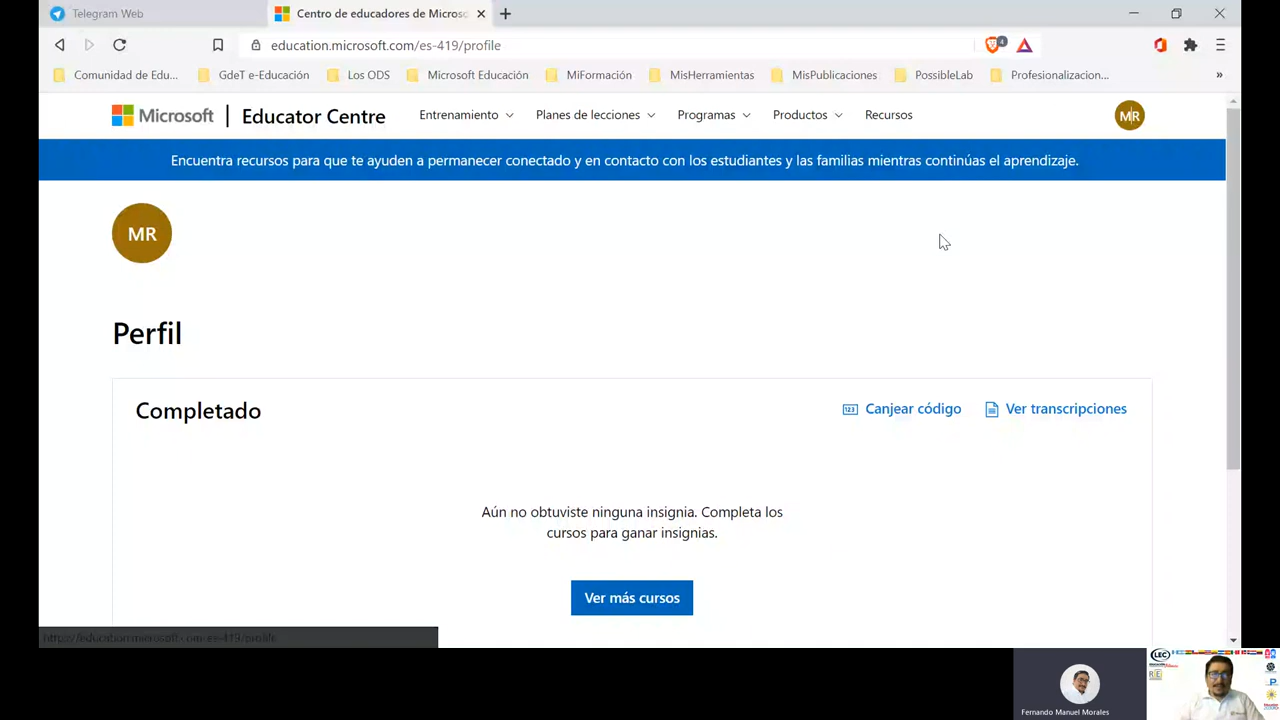 Telegram Web
Centro de educadores de Microso
education.microsoft.com/es-419/profile
4
Comunidad de Edu...
GdeT e-Educación
Los ODS
Microsoft Educación
MiFormación
MisHerramientas
MisPublicaciones
PossibleLab
Profesionalizacion...
»
Microsoft
Educator Centre
Entrenamiento
Planes de lecciones
Programas
Productos
Recursos
MR
Encuentra recursos para que te ayuden a permanecer conectado y en contacto con los estudiantes y las familias mientras continúas el aprendizaje.
MR
Perfil
Completado
123
Canjear código
Ver transcripciones
Aún no obtuviste ninguna insignia. Completa los
cursos para ganar insignias.
Ver más cursos
Fernando Manuel Morales
LEC
RE